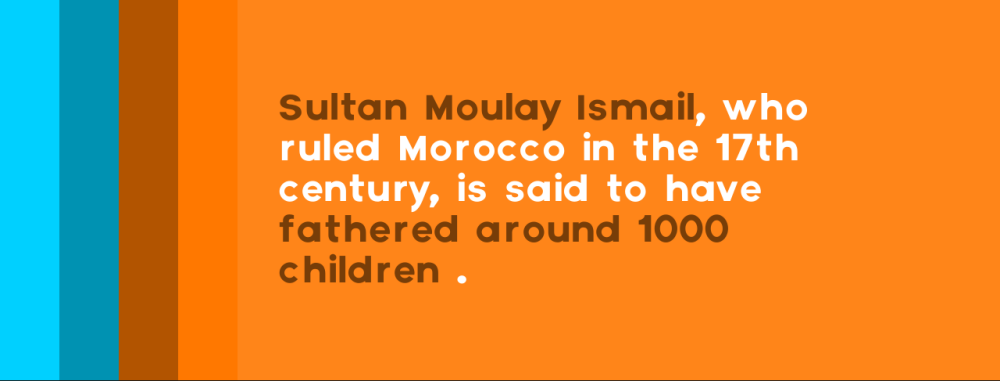 Sultan Moulay Ismail, who
ruled Morocco in the 17th
century, is said to have
fathered around 1000
children .